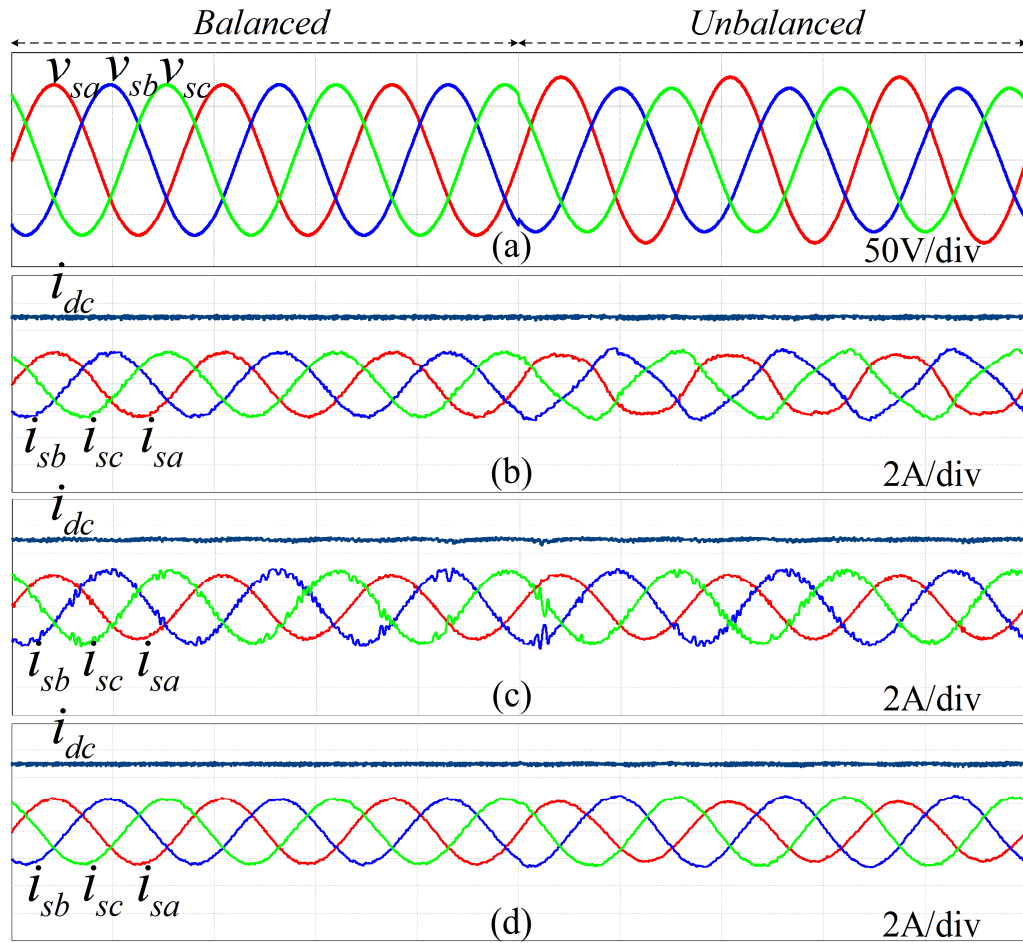 Balanced Unbalanced
vsa vsb vsc
(a) 50V/div
idc
isb isc isa
(b) 2A/div
idc
isb isc isa
(c) 2A/div
idc
isb isc isa
(d) 2A/div